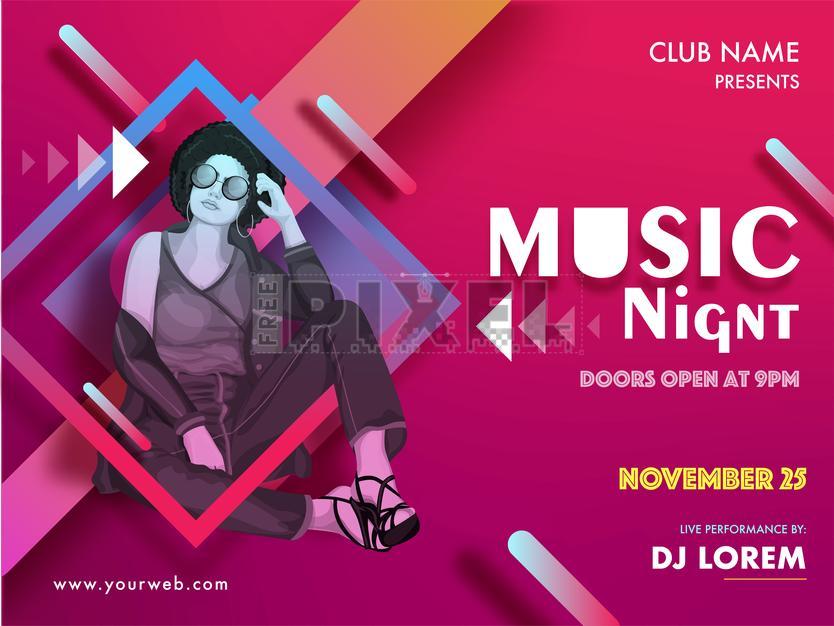 CLUB NAME
PRESENTS
MUSIC
NIGHT
DOORS OPEN AT 9PM
NOVEMBER 25
LIVE PERFORMANCE BY:
DJ LOREM
www.yourweb.com
FREE
PIXEL